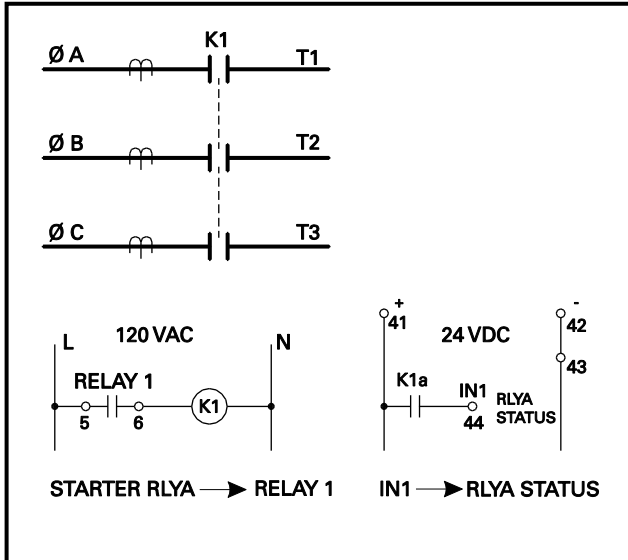 K1
Ø A T1
Ø B T2
Ø C T3
L 120 VAC N
RELAY 1
5 6 K1
+ -
41 24 VDC 42
43
K1a IN1 RLYA
44 STATUS
STARTER RLYA → RELAY 1
IN1 → RLYA STATUS